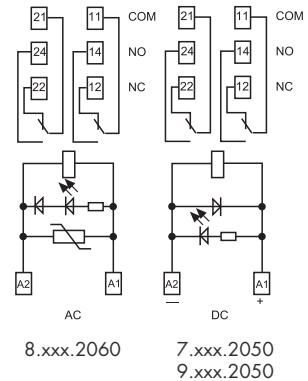 21 11 COM 21 11 COM
24 14 NO 24 14 NO
22 12 NC 22 12 NC
A2 A1 A2 A1
— +
AC DC
8.xxx.2060 7.xxx.2050
9.xxx.2050